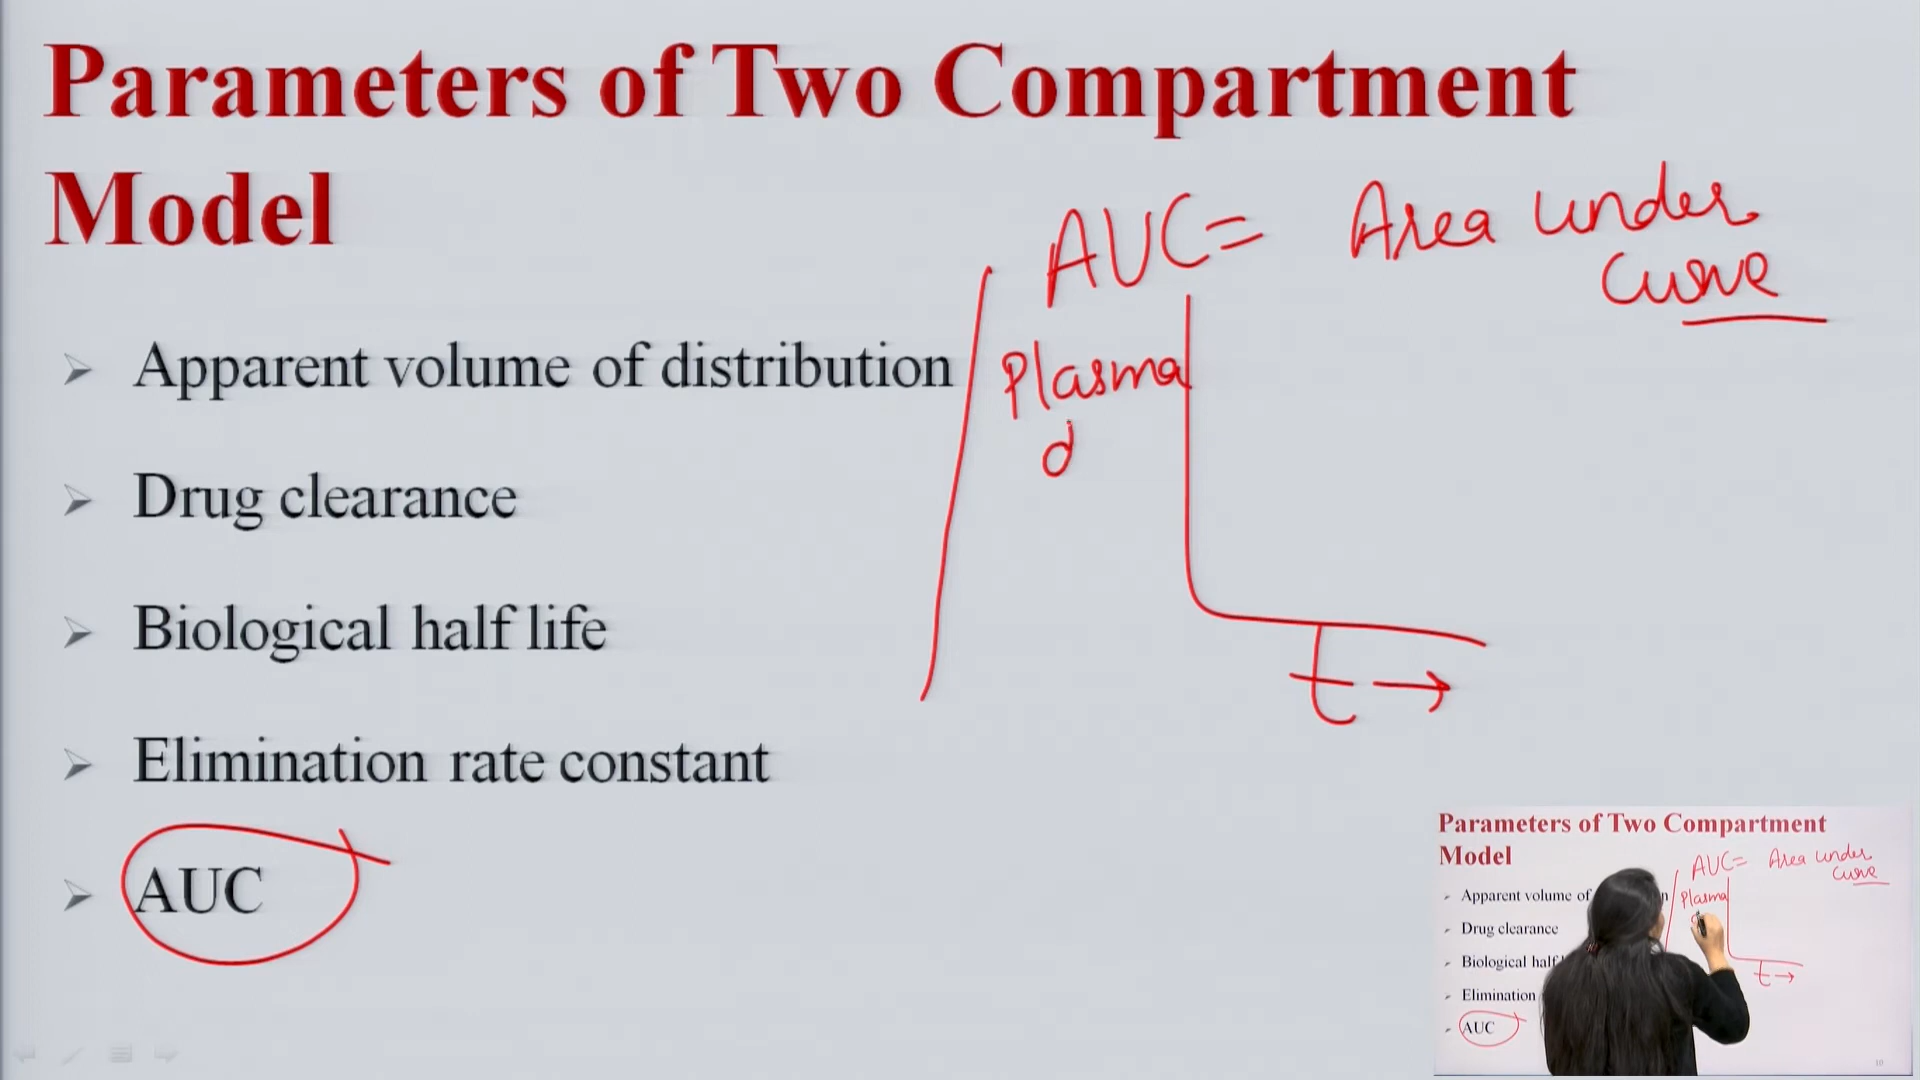 Parameters of Two Compartment
Model
Apparent volume of distribution
Drug clearance
Biological half life
Elimination rate constant
AUC
AUC= Area under
curve
Plasma
d
t →
Parameters of Two Compartment
Model
Apparent volume of n
Drug clearance
Biological half
Elimination
AUC
AUC= Area under
curve
Plasma
t →
10